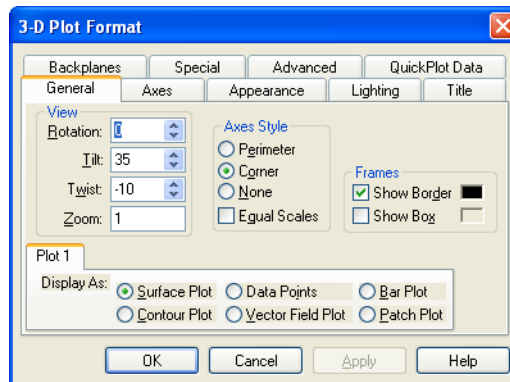 3-D Plot Format
Backplanes Special Advanced QuickPlot Data
General Axes Appearance Lighting Title
View
Rotation: 0
Tilt: 35
Twist: -10
Zoom: 1
Axes Style
Perimeter
Corner
None
Equal Scales
Frames
Show Border
Show Box
Plot 1
Display As: Surface Plot Data Points Bar Plot
Contour Plot Vector Field Plot Patch Plot
OK Cancel Apply Help